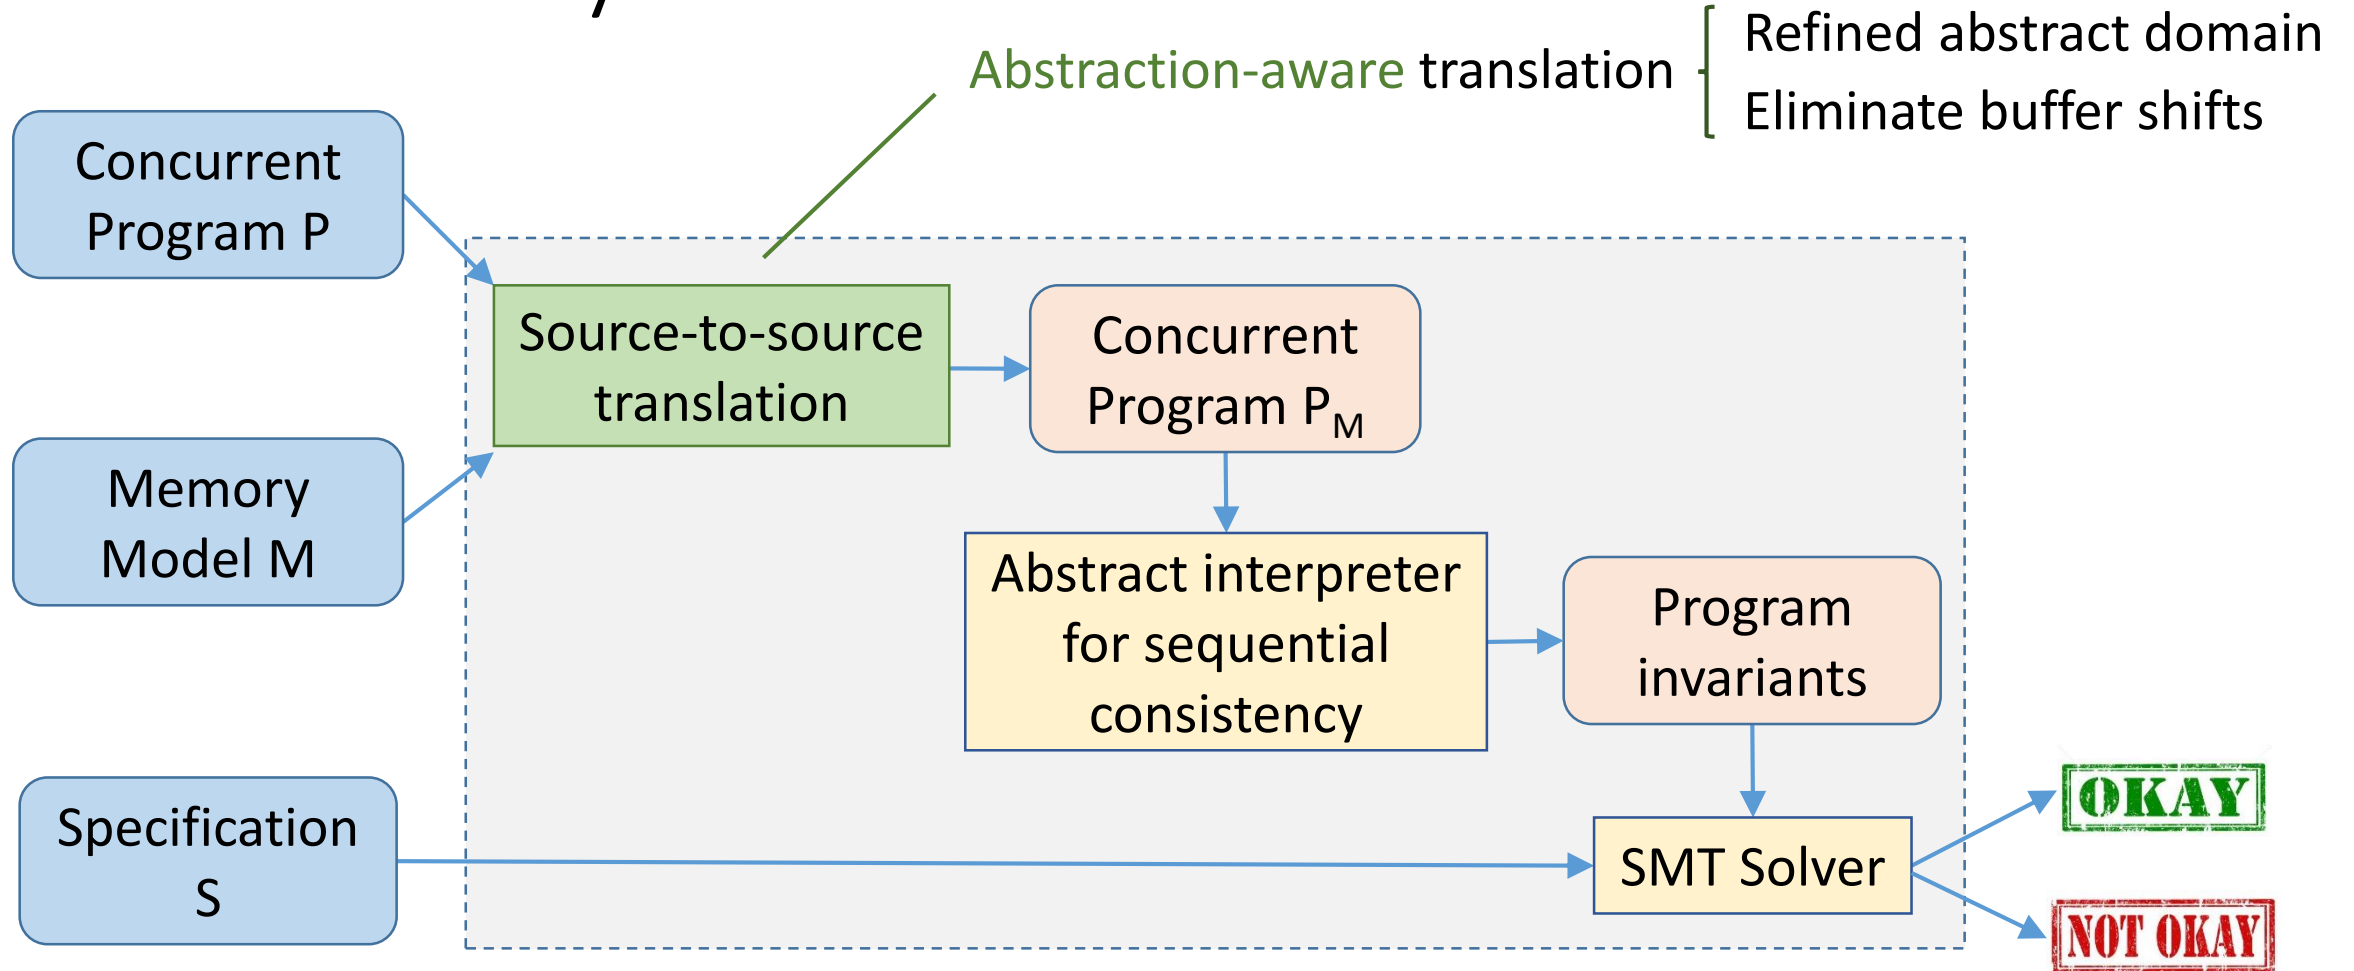 Abstraction-aware translation
Refined abstract domain
Eliminate buffer shifts
Concurrent
Program P
Source-to-source
translation
Concurrent
Program PM
Memory
Model M
Abstract interpreter
for sequential
consistency
Program
invariants
Specification
S
SMT Solver
OKAY
NOT OKAY